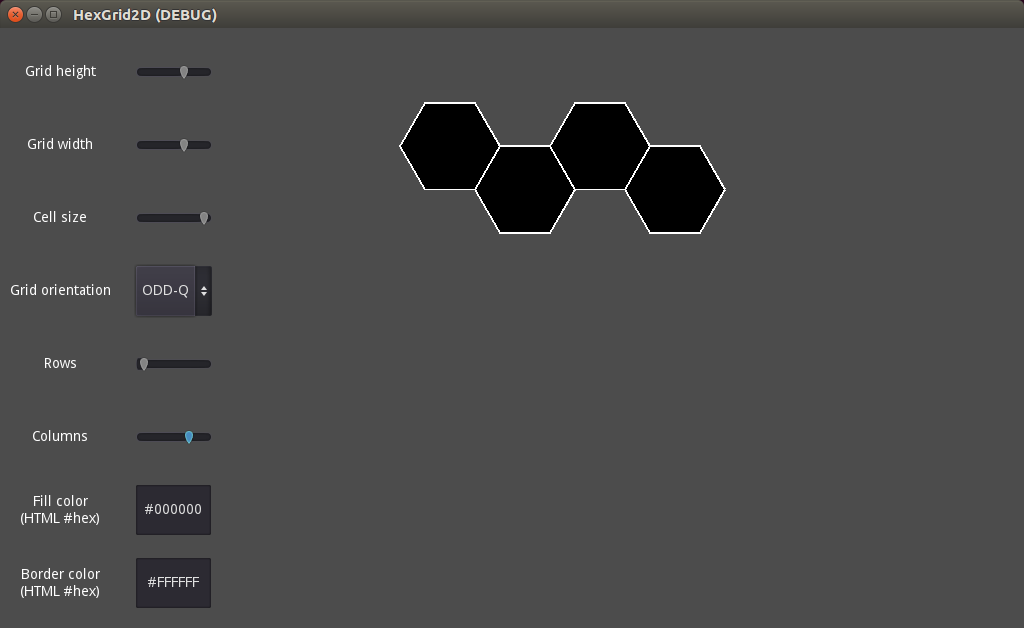 HexGrid2D (DEBUG)
Grid height
Grid width
Cell size
Grid orientation
ODD-Q
Rows
Columns
Fill color
(HTML #hex)
#000000
Border color
(HTML #hex)
#FFFFFF